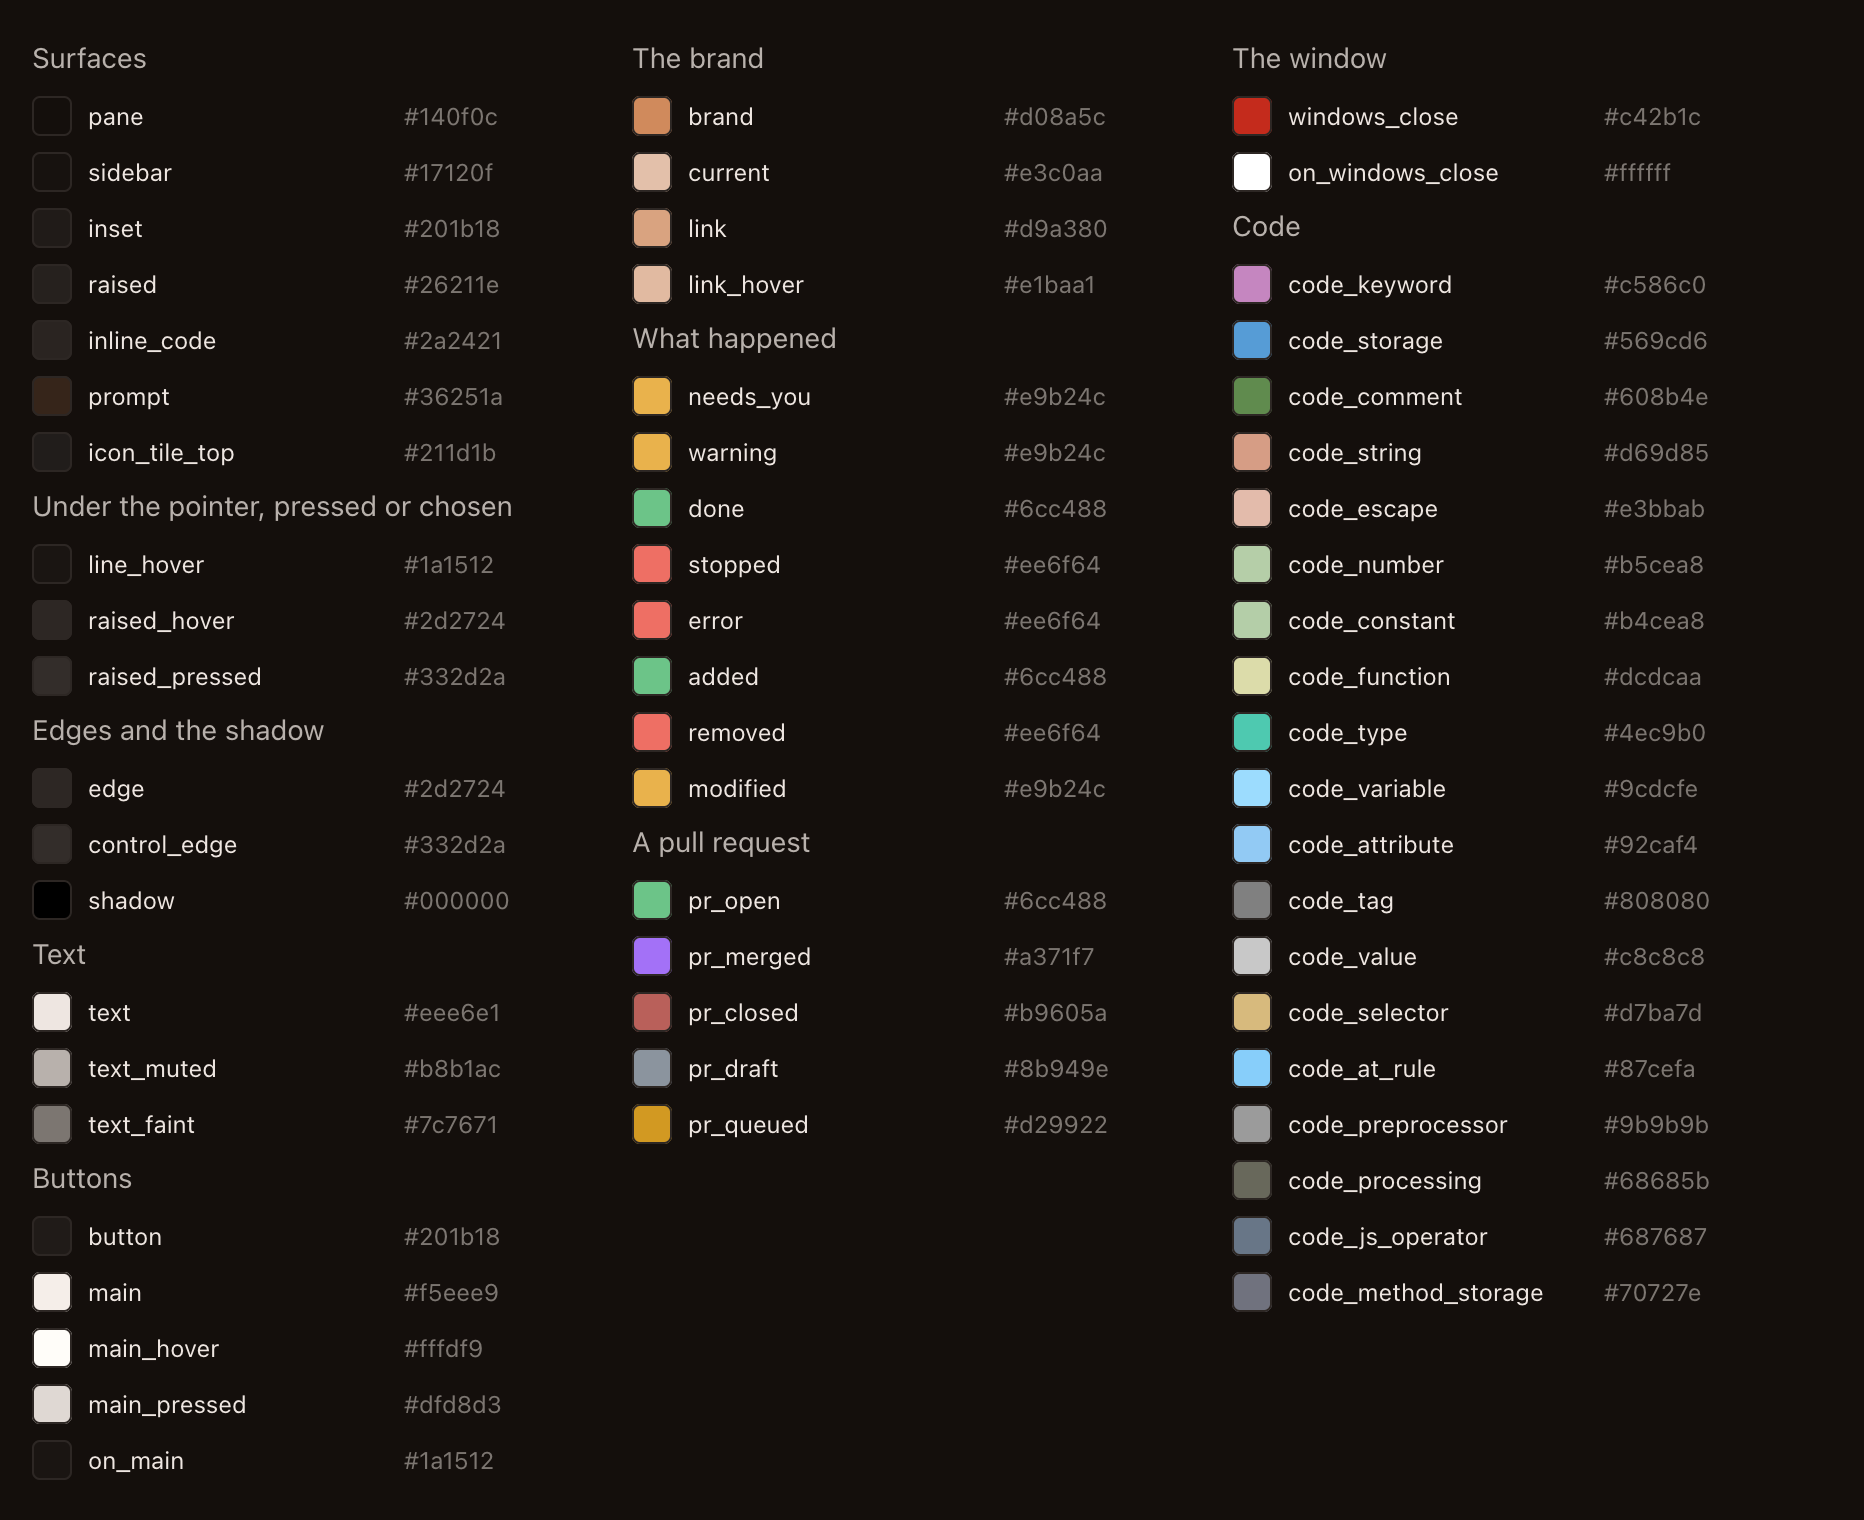 Surfaces
pane #140f0c
sidebar #17120f
inset #201b18
raised #26211e
inline_code #2a2421
prompt #36251a
icon_tile_top #211d1b
Under the pointer, pressed or chosen
line_hover #1a1512
raised_hover #2d2724
raised_pressed #332d2a
Edges and the shadow
edge #2d2724
control_edge #332d2a
shadow #000000
Text
text #eee6e1
text_muted #b8b1ac
text_faint #7c7671
Buttons
button #201b18
main #f5eee9
main_hover #fffdf9
main_pressed #dfd8d3
on_main #1a1512
The brand
brand #d08a5c
current #e3c0aa
link #d9a380
link_hover #e1baa1
What happened
needs_you #e9b24c
warning #e9b24c
done #6cc488
stopped #ee6f64
error #ee6f64
added #6cc488
removed #ee6f64
modified #e9b24c
A pull request
pr_open #6cc488
pr_merged #a371f7
pr_closed #b9605a
pr_draft #8b949e
pr_queued #d29922
The window
windows_close #c42b1c
on_windows_close #ffffff
Code
code_keyword #c586c0
code_storage #569cd6
code_comment #608b4e
code_string #d69d85
code_escape #e3bbab
code_number #b5cea8
code_constant #b4cea8
code_function #dcdcaa
code_type #4ec9b0
code_variable #9cdcfe
code_attribute #92caf4
code_tag #808080
code_value #c8c8c8
code_selector #d7ba7d
code_at_rule #87cefa
code_preprocessor #9b9b9b
code_processing #68685b
code_js_operator #687687
code_method_storage #70727e